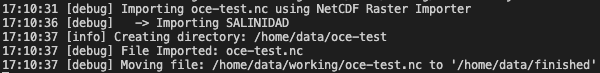 17:10:31 [debug] Importing oce-test.nc using NetCDF Raster Importer
17:10:36 [debug]   -> Importing SALINIDAD
17:10:37 [info] Creating directory: /home/data/oce-test
17:10:37 [debug] File Imported: oce-test.nc
17:10:37 [debug] Moving file: /home/data/working/oce-test.nc to '/home/data/finished'